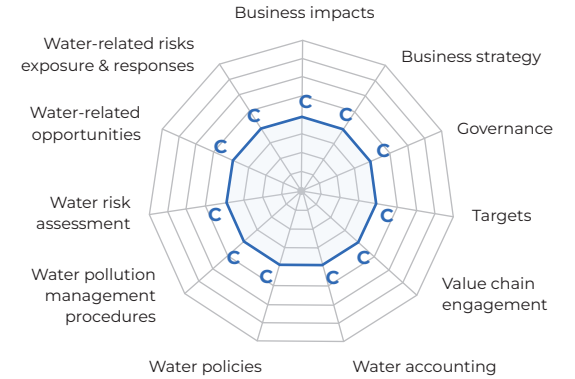 Business impacts
Business strategy
Governance
Targets
Value chain
engagement
Water accounting
Water policies
Water pollution
management
procedures
Water risk
assessment
Water-related
opportunities
Water-related risks
exposure & responses
C
C
C
C
C
C
C
C
C
C
C